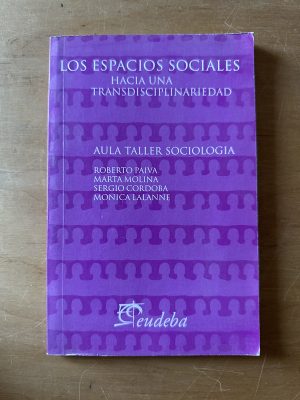 LOS ESPACIOS SOCIALES
HACIA UNA
TRANSDISCIPLINARIEDAD
AULA TALLER SOCIOLOGIA
ROBERTO PAIVA
MARTA MOLINA
SERGIO CORDOBA
MONICA LALANNE
eudeba